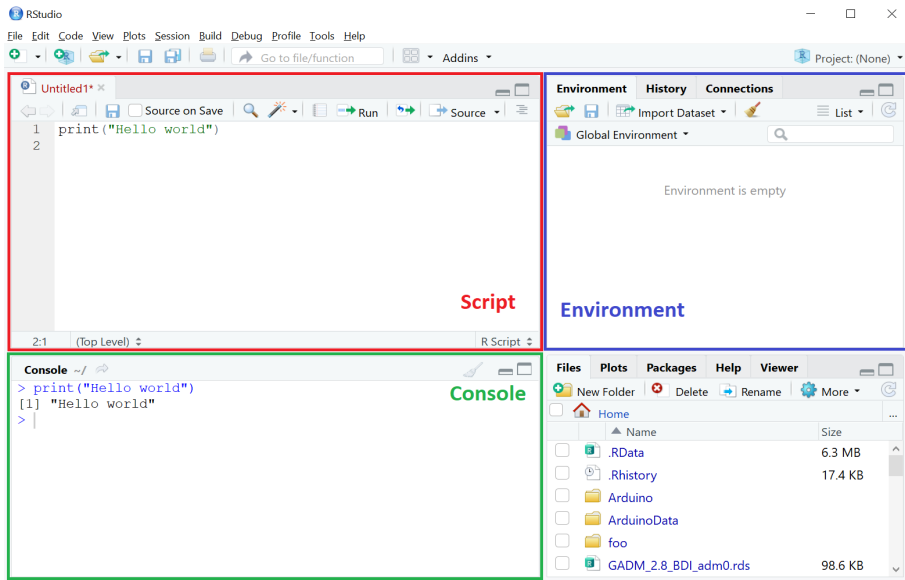 RStudio
File Edit Code View Plots Session Build Debug Profile Tools Help
Go to file/function Addins Project: (None)
Untitled1*
Source on Save Run Source
1 print("Hello world")
2
Script
2:1 (Top Level) R Script
Environment History Connections
Import Dataset List
Global Environment
Environment is empty
Environment
Console ~/
> print("Hello world")
[1] "Hello world"
>
Console
Files Plots Packages Help Viewer
New Folder Delete Rename More
Home ...
Name Size
.RData 6.3 MB
.Rhistory 17.4 KB
Arduino
ArduinoData
foo
GADM_2.8_BDI_adm0.rds 98.6 KB